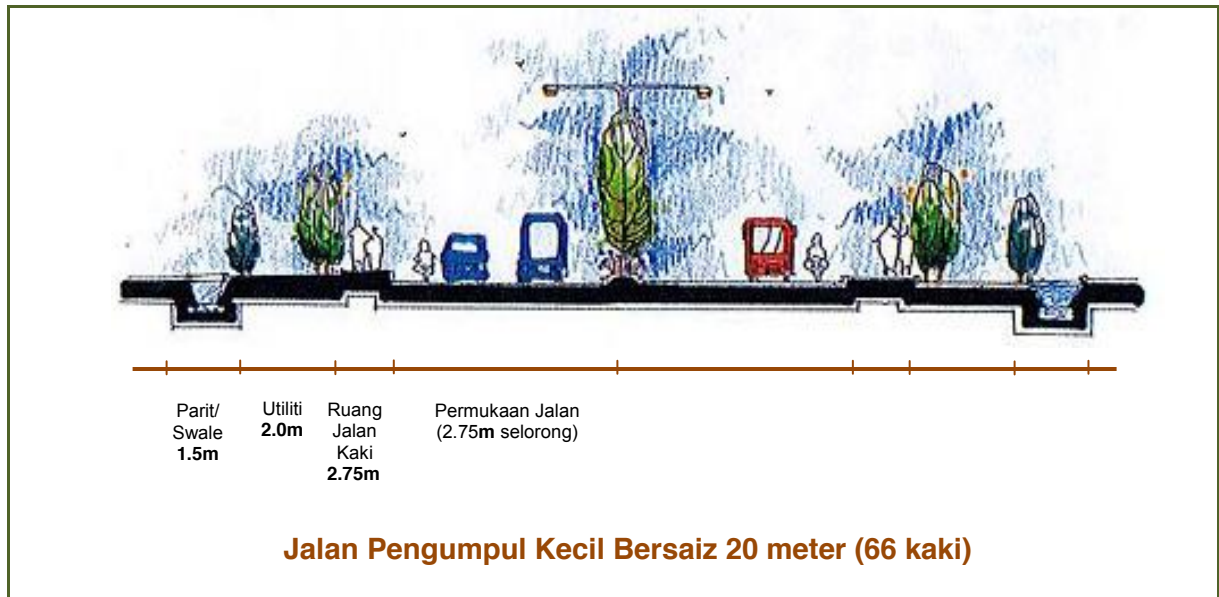 Parit/
Swale
1.5m
Utiliti
2.0m
Ruang
Jalan
Kaki
2.75m
Permukaan Jalan
(2.75m selorong)
Jalan Pengumpul Kecil Bersaiz 20 meter (66 kaki)